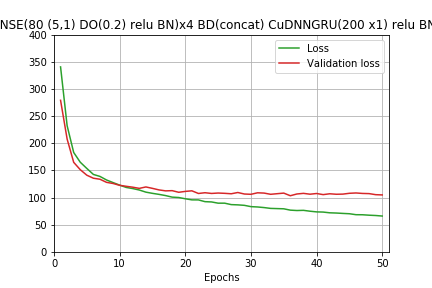 NSE(80 (5,1) DO(0.2) relu BN)x4 BD(concat) CuDNNGRU(200 x1) relu BN
400
350
300
250
200
150
100
50
0
Loss
Validation loss
0 10 20 30 40 50
Epochs